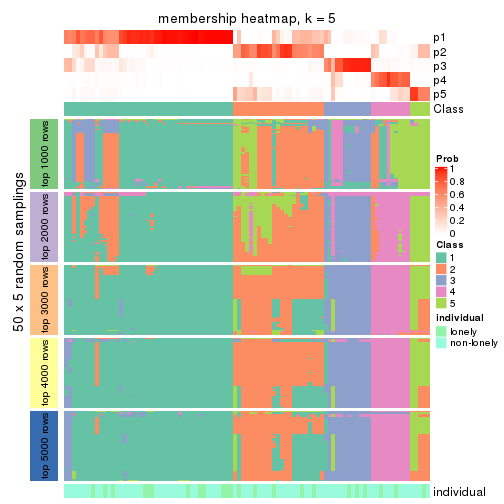 membership heatmap, k = 5
p1
p2
p3
p4
p5
Class
50 x 5 random samplings
top 1000 rows
top 2000 rows
top 3000 rows
top 4000 rows
top 5000 rows
individual
Prob
1
0.8
0.6
0.4
0.2
0
Class
1
2
3
4
5
individual
lonely
non-lonely